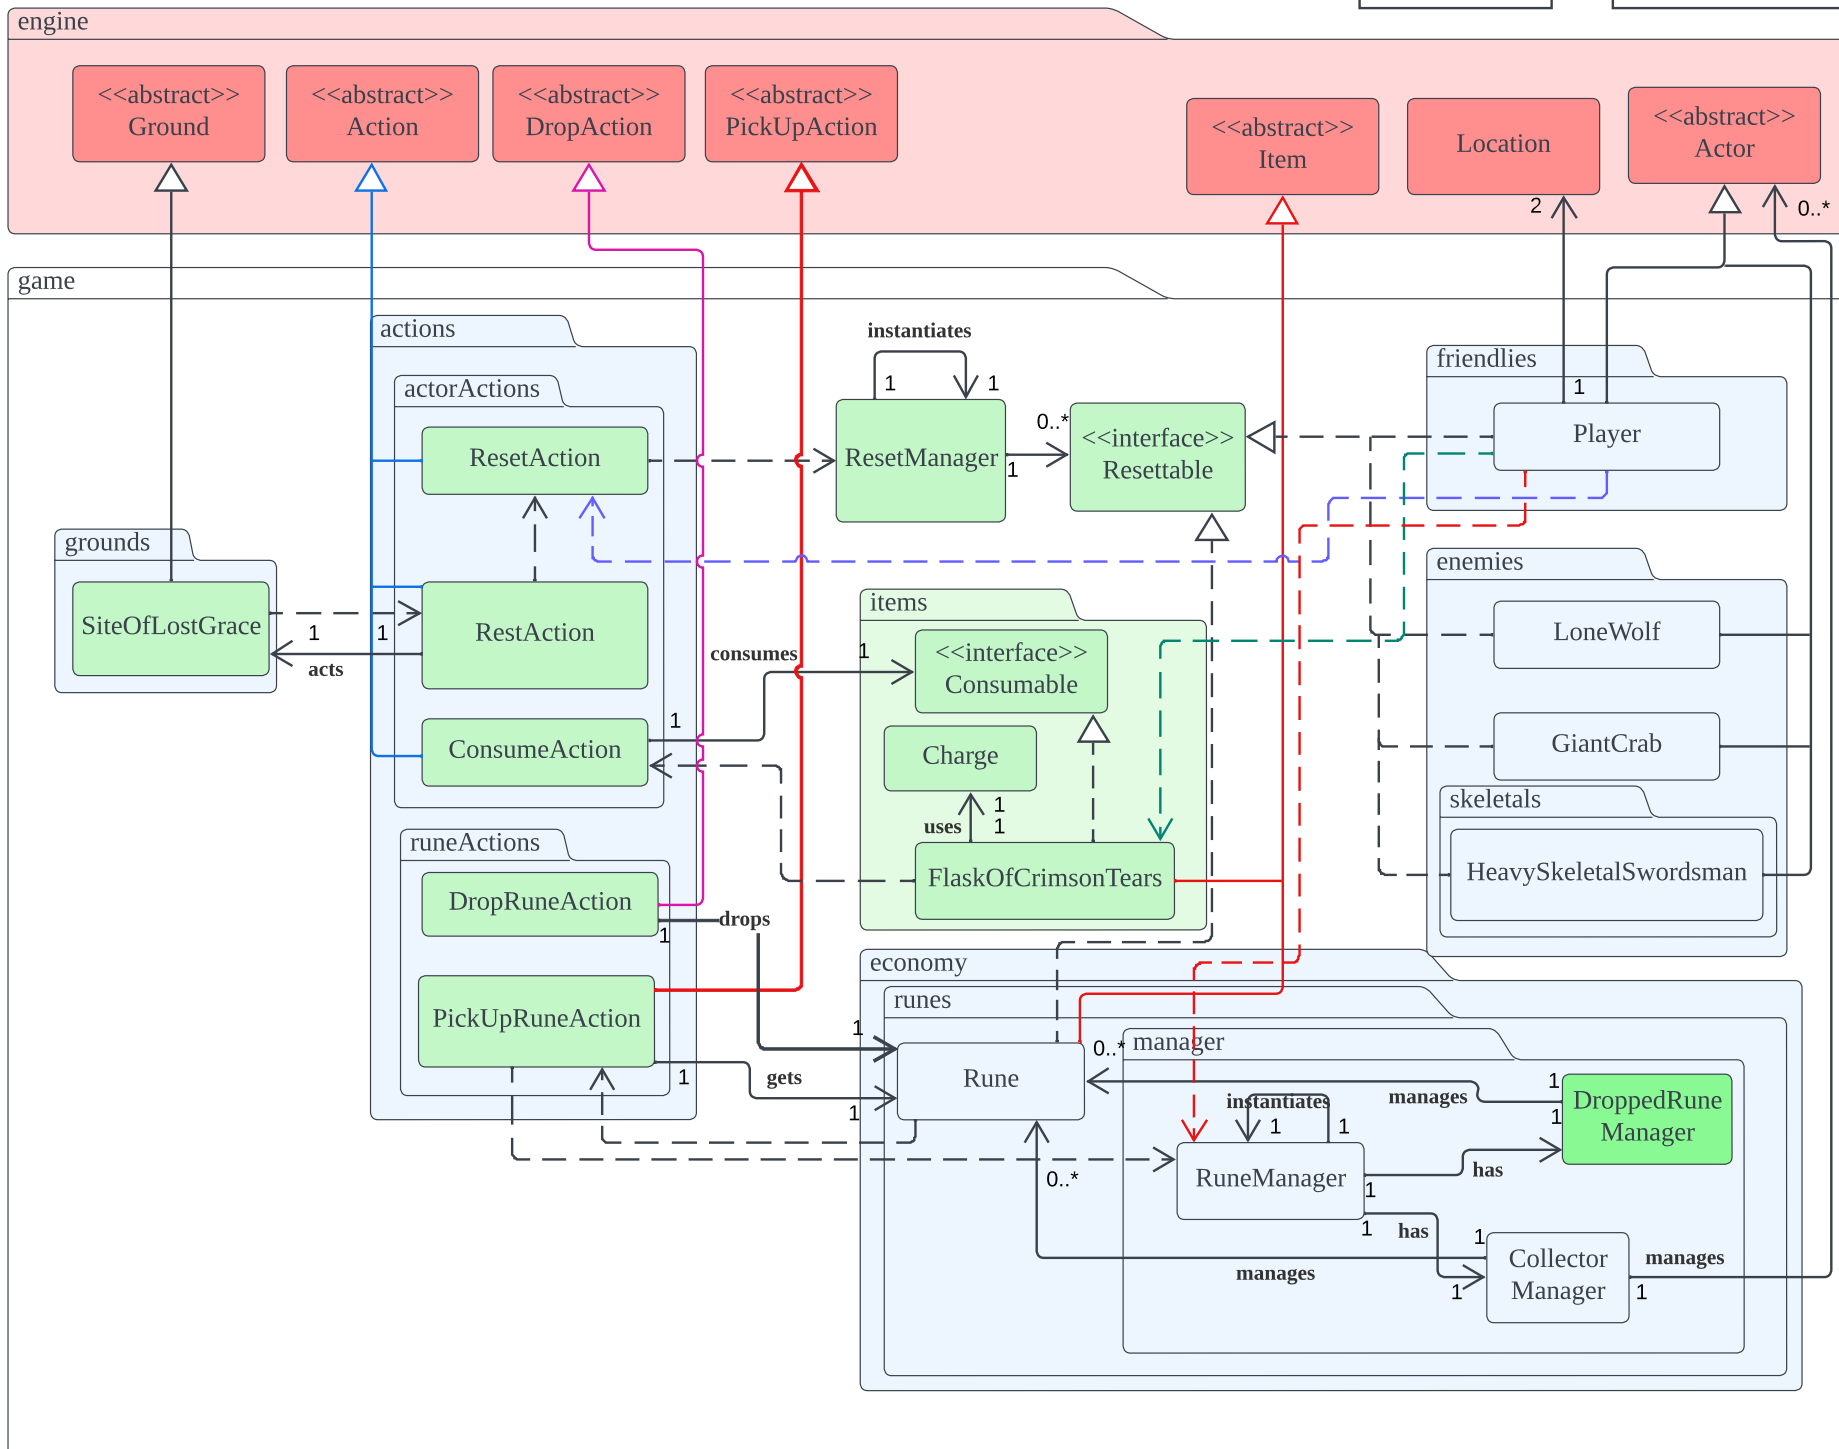 engine
<<abstract>>
Ground
<<abstract>>
Action
<<abstract>>
DropAction
<<abstract>>
PickUpAction
<<abstract>>
Item
Location
<<abstract>>
Actor
2
0..*
game
actions
instantiates
1
1
friendlies
actorActions
1
ResetAction
ResetManager
0..*
1
<<interface>>
Resettable
Player
grounds
SiteOfLostGrace
1
1
acts
RestAction
consumes
1
items
<<interface>>
Consumable
enemies
LoneWolf
ConsumeAction
1
Charge
1
1
uses
GiantCrab
skeletals
runeActions
FlaskOfCrimsonTears
HeavySkeletalSwordsman
DropRuneAction
drops
1
economy
runes
PickUpRuneAction
1
1
gets
1
Rune
0..*
manager
manages
1
1
DroppedRune
Manager
instantiates
1
1
RuneManager
1
has
0..*
1
has
1
manages
1
Collector
Manager
manages
1